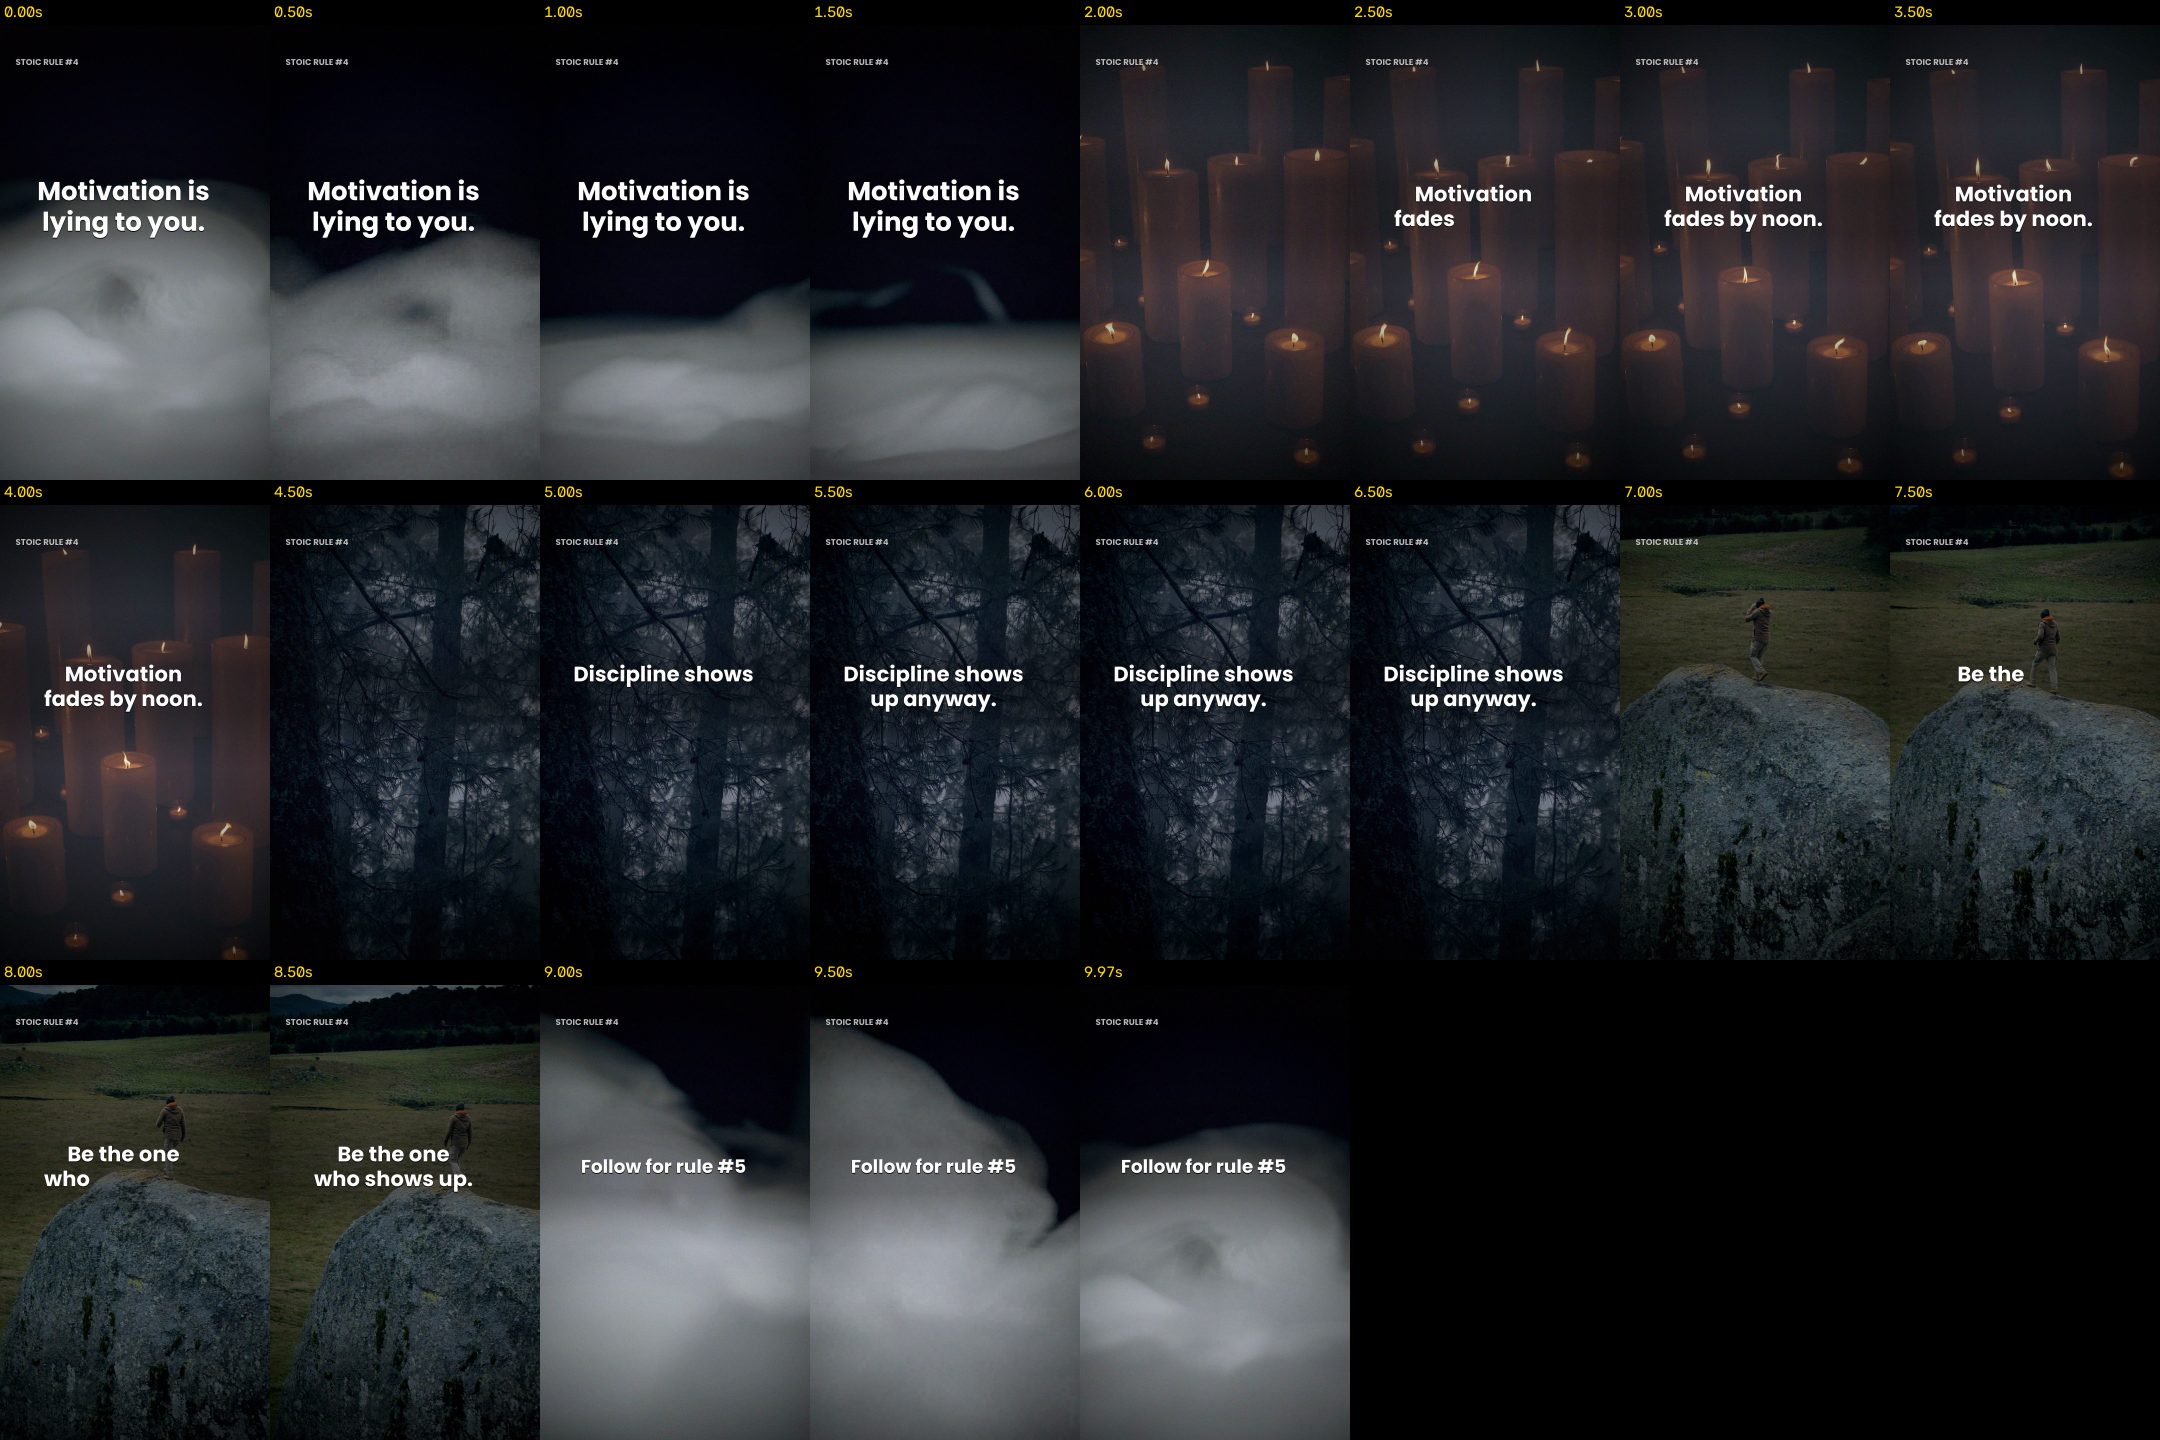 0.00s
0.50s
1.00s
1.50s
2.00s
2.50s
3.00s
3.50s
STOIC RULE #4
STOIC RULE #4
STOIC RULE #4
STOIC RULE #4
STOIC RULE #4
STOIC RULE #4
STOIC RULE #4
STOIC RULE #4
Motivation is
lying to you.
Motivation is
lying to you.
Motivation is
lying to you.
Motivation is
lying to you.
Motivation
fades
Motivation
fades by noon.
Motivation
fades by noon.
4.00s
4.50s
5.00s
5.50s
6.00s
6.50s
7.00s
7.50s
STOIC RULE #4
STOIC RULE #4
STOIC RULE #4
STOIC RULE #4
STOIC RULE #4
STOIC RULE #4
STOIC RULE #4
STOIC RULE #4
Motivation
fades by noon.
Discipline shows
Discipline shows
up anyway.
Discipline shows
up anyway.
Discipline shows
up anyway.
Be the
8.00s
8.50s
9.00s
9.50s
9.97s
STOIC RULE #4
STOIC RULE #4
STOIC RULE #4
STOIC RULE #4
STOIC RULE #4
Be the one
who
Be the one
who shows up.
Follow for rule #5
Follow for rule #5
Follow for rule #5